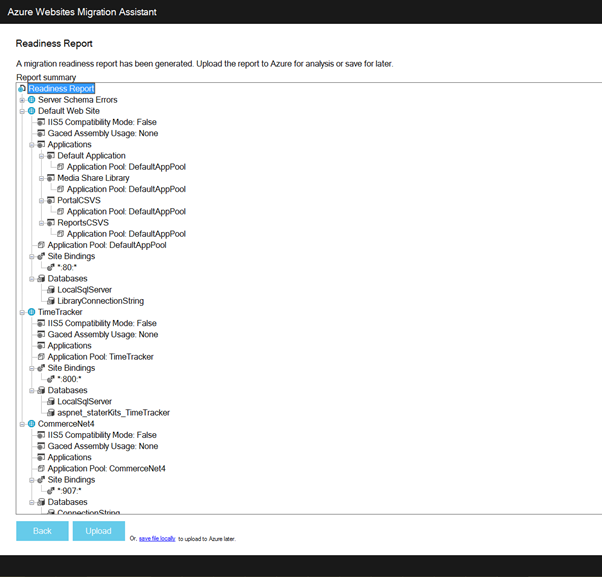 Azure Websites Migration Assistant
Readiness Report
A migration readiness report has been generated. Upload the report to Azure for analysis or save for later.
Report summary
Readiness Report
Server Schema Errors
Default Web Site
IIS5 Compatibility Mode: False
Gaced Assembly Usage: None
Applications
Default Application
Application Pool: DefaultAppPool
Media Share Library
Application Pool: DefaultAppPool
PortalCSVS
Application Pool: DefaultAppPool
ReportsCSVS
Application Pool: DefaultAppPool
Application Pool: DefaultAppPool
Site Bindings
*:80:*
Databases
LocalSqlServer
LibraryConnectionString
TimeTracker
IIS5 Compatibility Mode: False
Gaced Assembly Usage: None
Applications
Application Pool: TimeTracker
Site Bindings
*:800:*
Databases
LocalSqlServer
aspnet_staterKits_TimeTracker
CommerceNet4
IIS5 Compatibility Mode: False
Gaced Assembly Usage: None
Applications
Application Pool: CommerceNet4
Site Bindings
*:907:*
Databases
ConnectionString
Back Upload Or, save file locally to upload to Azure later.